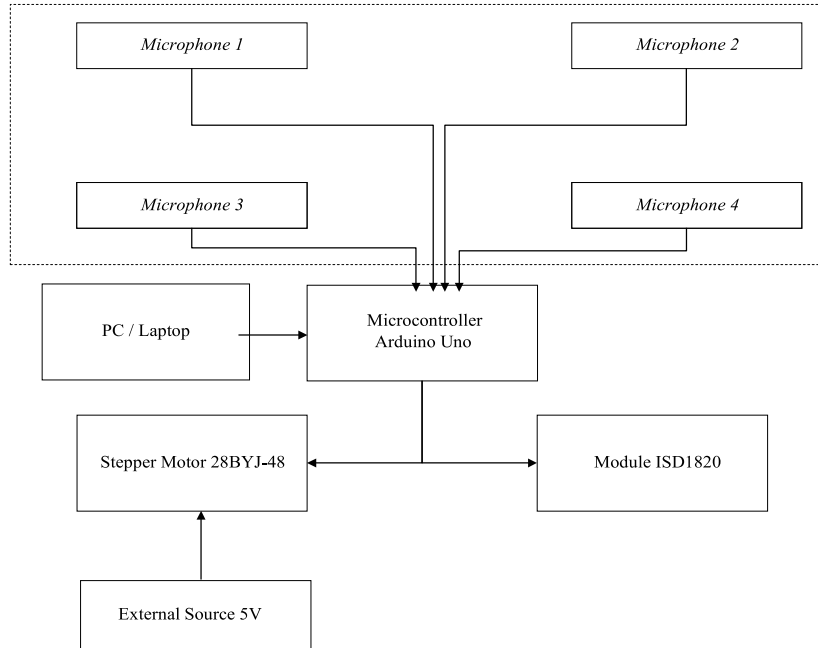 Microphone 1
Microphone 2
Microphone 3
Microphone 4
PC / Laptop
Microcontroller
Arduino Uno
Stepper Motor 28BYJ-48
Module ISD1820
External Source 5V